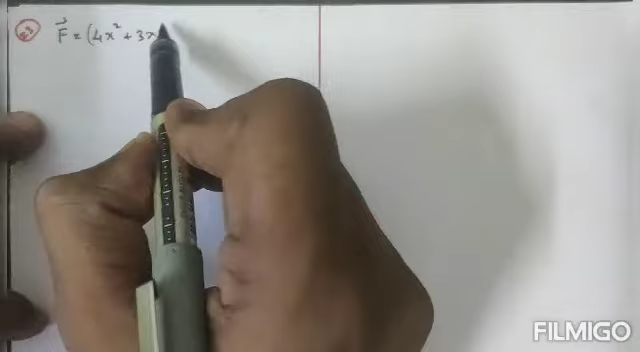 F⃗ = (4x² + 3x
FILMIGO